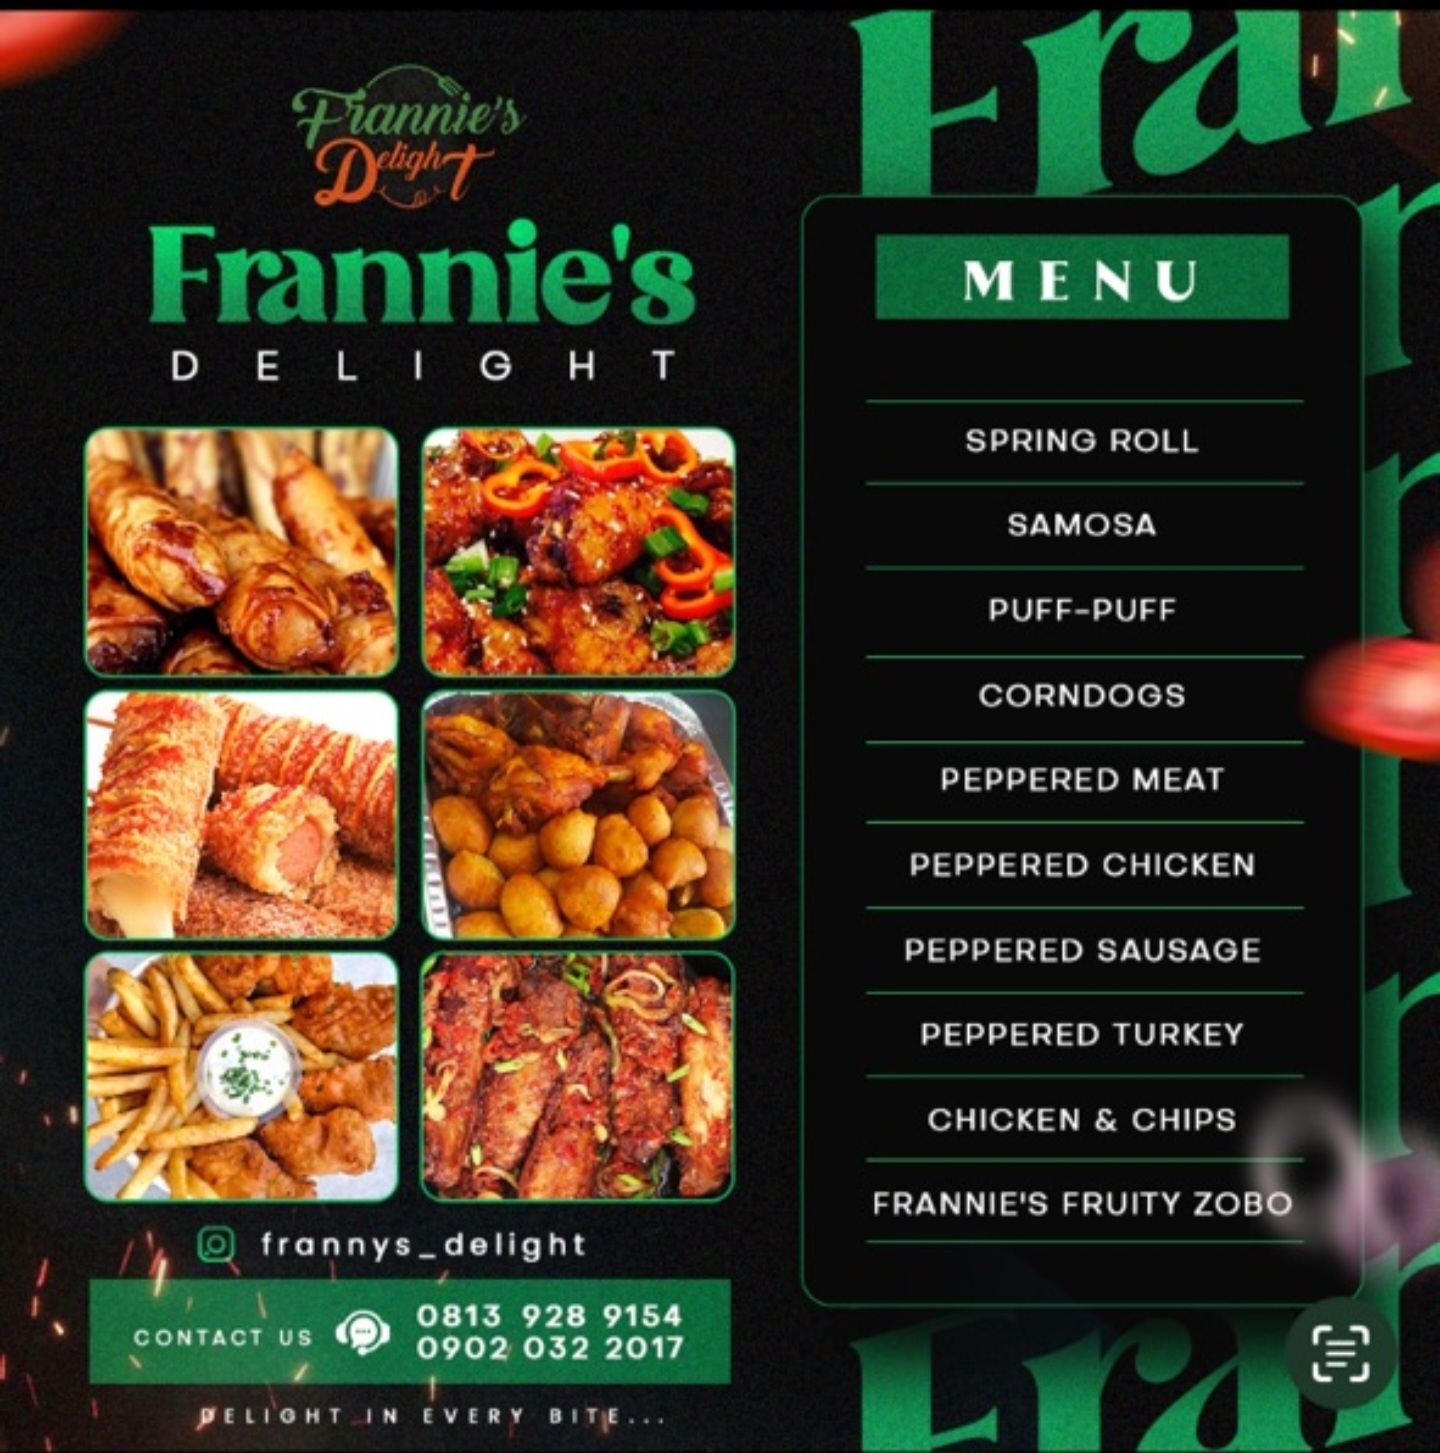 Frannie's
Delight
Frannie's
DELIGHT
frannys_delight
CONTACT US
0813 928 9154
0902 032 2017
DELIGHT IN EVERY BITE...
MENU
SPRING ROLL
SAMOSA
PUFF-PUFF
CORNDOGS
PEPPERED MEAT
PEPPERED CHICKEN
PEPPERED SAUSAGE
PEPPERED TURKEY
CHICKEN & CHIPS
FRANNIE'S FRUITY ZOBO